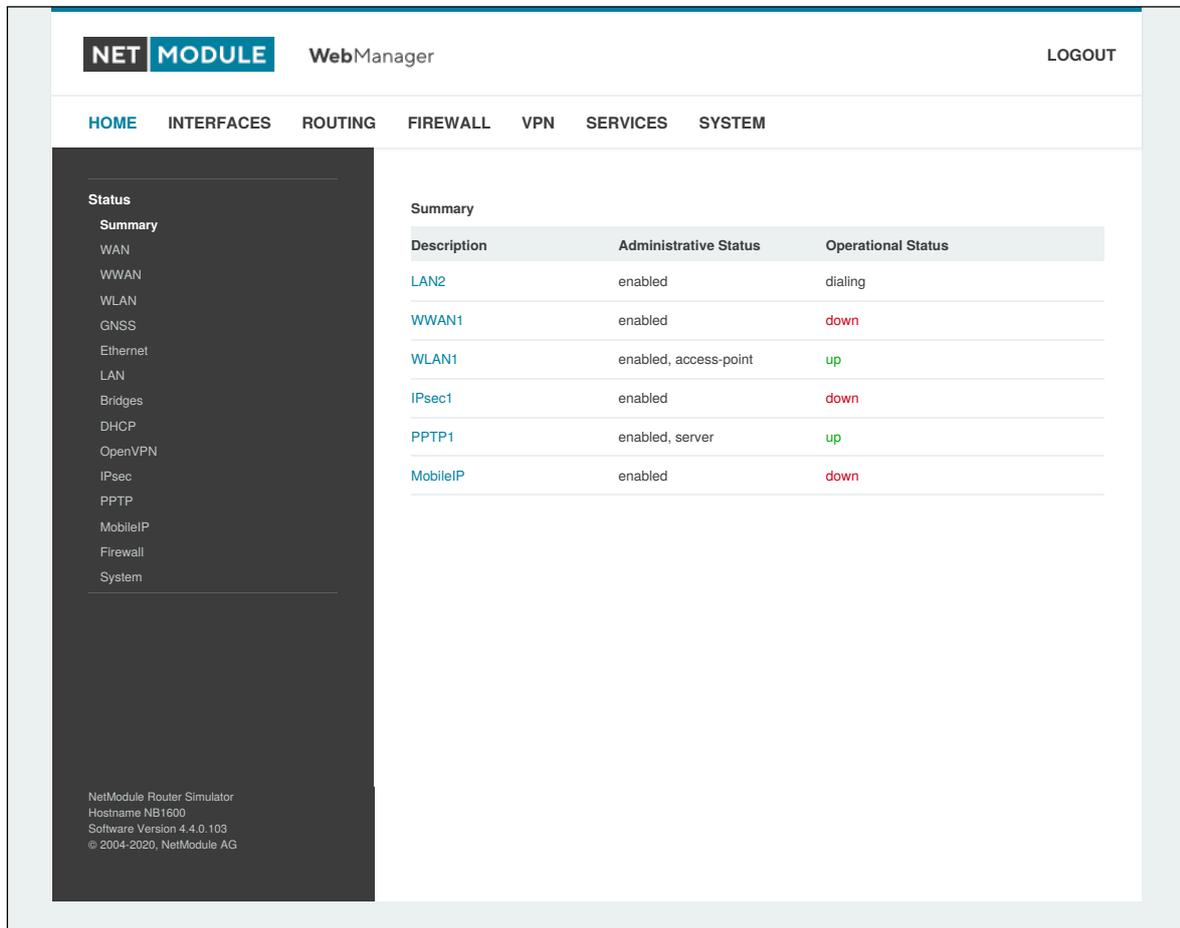 NET MODULE WebManager LOGOUT
HOME INTERFACES ROUTING FIREWALL VPN SERVICES SYSTEM
Status
Summary
WAN
WWAN
WLAN
GNSS
Ethernet
LAN
Bridges
DHCP
OpenVPN
IPsec
PPTP
MobileIP
Firewall
System
NetModule Router Simulator
Hostname NB1600
Software Version 4.4.0.103
© 2004-2020, NetModule AG
Summary
Description Administrative Status Operational Status
LAN2 enabled dialing
WWAN1 enabled down
WLAN1 enabled, access-point up
IPsec1 enabled down
PPTP1 enabled, server up
MobileIP enabled down